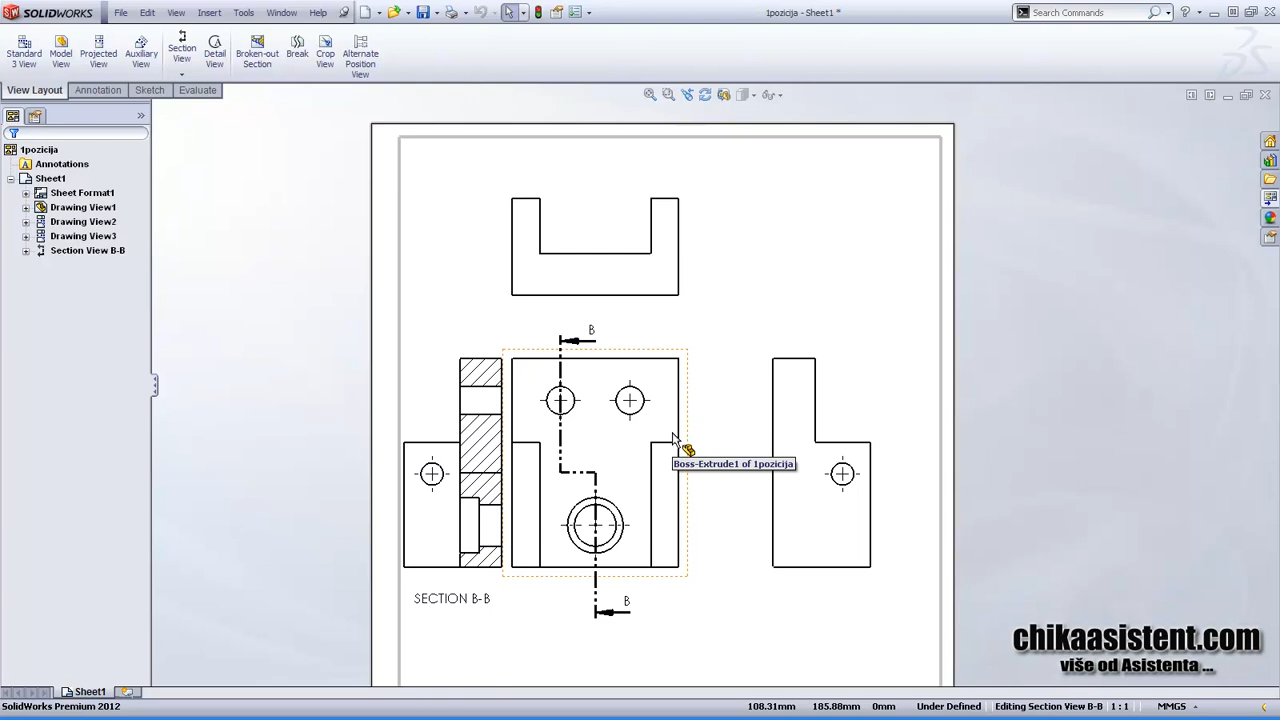 SOLIDWORKS File Edit View Insert Tools Window Help 1pozicija - Sheet1 * Search Commands
Standard 3 View
Model View
Projected View
Auxiliary View
Section View
Detail View
Broken-out Section
Break
Crop View
Alternate Position View
View Layout Annotation Sketch Evaluate
1pozicija
Annotations
Sheet1
Sheet Format1
Drawing View1
Drawing View2
Drawing View3
Section View B-B
B
Boss-Extrude1 of 1pozicija
SECTION B-B
B
chikaasistent.com
više od Asistenta ...
Sheet1
SolidWorks Premium 2012 108.31mm 185.88mm 0mm Under Defined Editing Section View B-B 1 : 1 MMGS